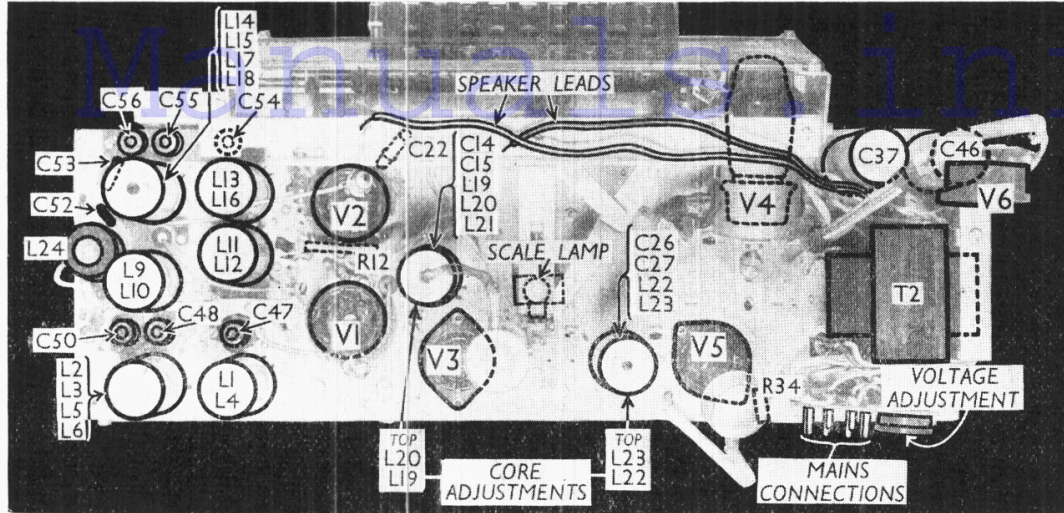 Manuals.in
L14
L15
L17
L18
C56
C55
C54
SPEAKER LEADS
C53
C22
C14
C15
L19
L20
L21
C37
C46
L13
L16
V2
V4
V6
C52
L24
R12
SCALE LAMP
C26
C27
L22
L23
L11
L12
L9
L10
T2
C50
C48
C47
V1
V3
V5
L2
L3
L5
L6
L1
L4
R34
VOLTAGE
ADJUSTMENT
TOP
L20
L19
CORE
ADJUSTMENTS
TOP
L23
L22
MAINS
CONNECTIONS